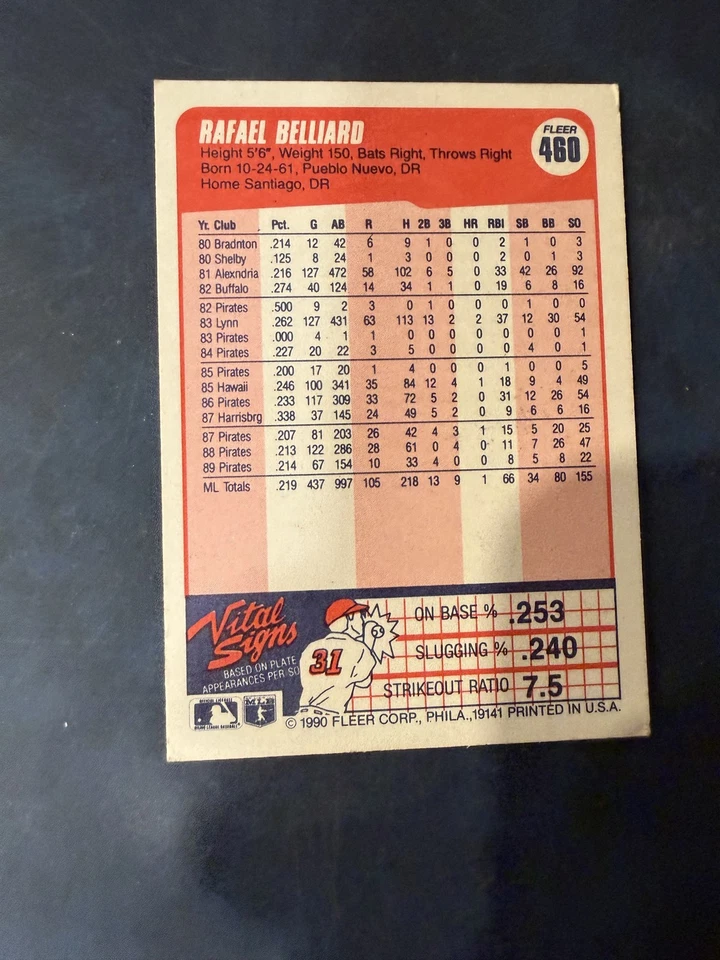 RAFAEL BELLIARD
Height 5'6", Weight 150, Bats Right, Throws Right
Born 10-24-61, Pueblo Nuevo, DR
Home Santiago, DR
FLEER
460
Yr. Club Pct. G AB R H 2B 3B HR RBI SB BB SO
80 Bradnton .214 12 42 6 9 1 0 0 2 1 0 3
80 Shelby .125 8 24 1 3 0 0 0 2 0 1 3
81 Alexndria .216 127 472 58 102 6 5 0 33 42 26 92
82 Buffalo .274 40 124 14 34 1 1 0 19 6 8 16
82 Pirates .500 9 2 3 0 1 0 0 0 1 0 0
83 Lynn .262 127 431 63 113 13 2 2 37 12 30 54
83 Pirates .000 4 1 1 0 0 0 0 0 0 0 1
84 Pirates .227 20 22 3 5 0 0 0 0 4 0 1
85 Pirates .200 17 20 1 4 0 0 0 1 0 0 5
85 Hawaii .246 100 341 35 84 12 4 1 18 9 4 49
86 Pirates .233 117 309 33 72 5 2 0 31 12 26 54
87 Harrisbrg .338 37 145 24 49 5 2 0 9 6 6 16
87 Pirates .207 81 203 26 42 4 3 1 15 5 20 25
88 Pirates .213 122 286 28 61 0 4 0 11 7 26 47
89 Pirates .214 67 154 10 33 4 0 0 8 5 8 22
ML Totals .219 437 997 105 218 13 9 1 66 34 80 155
Vital
Signs
BASED ON PLATE
APPEARANCES PER/SO
31
ON BASE % .253
SLUGGING % .240
STRIKEOUT RATIO 7.5
MLB
© 1990 FLEER CORP., PHILA.,19141 PRINTED IN U.S.A.